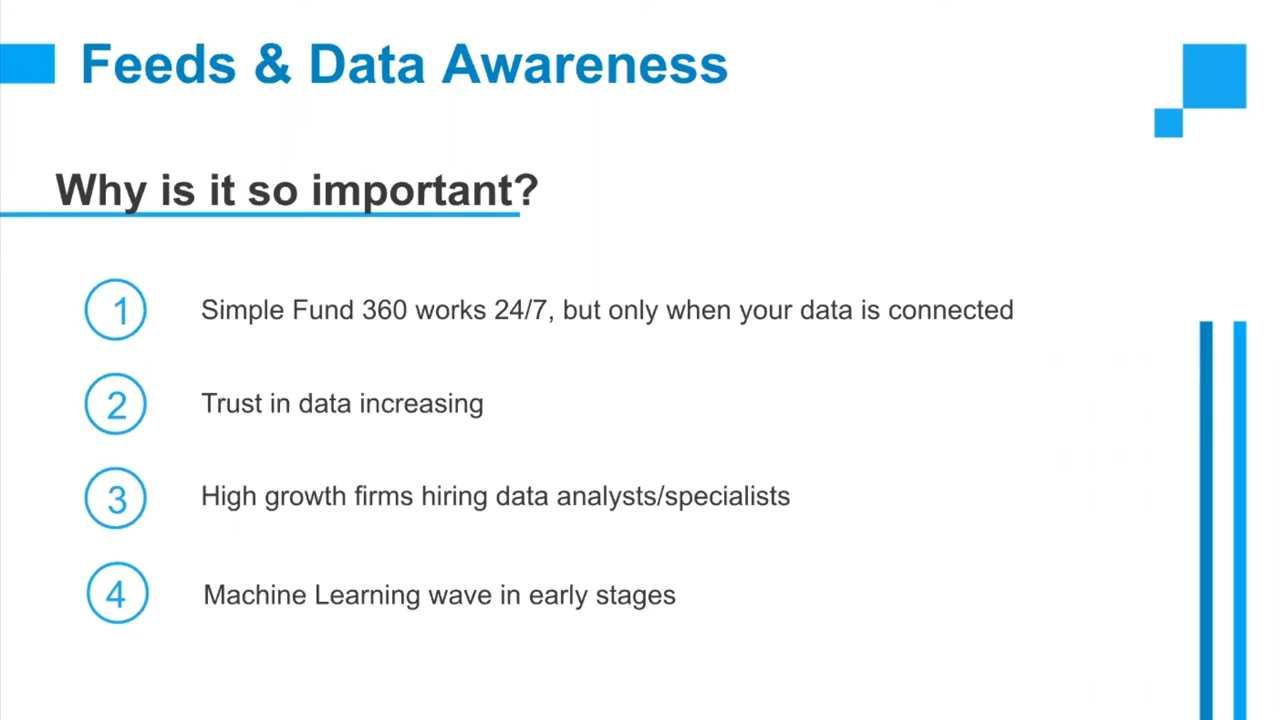 Feeds & Data Awareness
Why is it so important?
1 Simple Fund 360 works 24/7, but only when your data is connected
2 Trust in data increasing
3 High growth firms hiring data analysts/specialists
4 Machine Learning wave in early stages